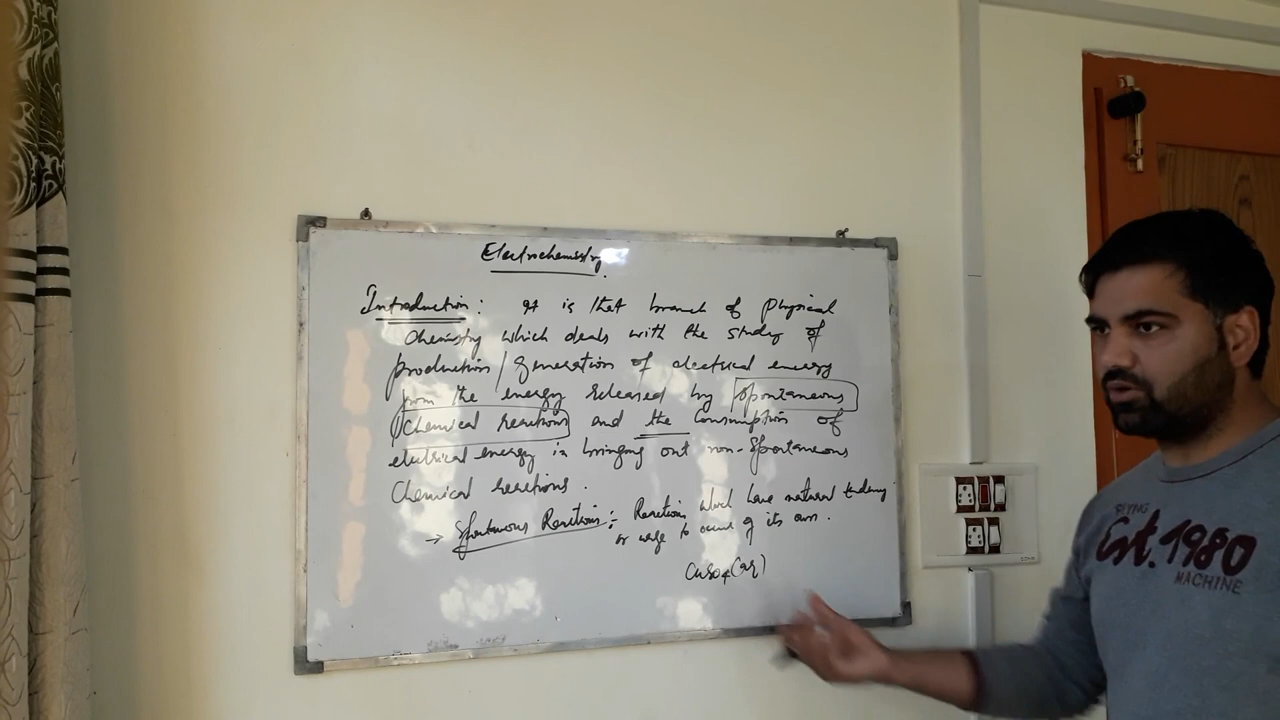 Electrochemistry.
Introduction: It is that branch of physical
chemistry which deals with the study of
production/generation of electrical energy
from the energy released by spontaneous
chemical reactions and the consumption of
electrical energy in bringing out non-spontaneous
chemical reactions.
→ Spontaneous Reactions:- Reactions which have natural tendency
or urge to occur of its own.
CuSO4(aq)
FLYING
Est. 1980
MACHINE